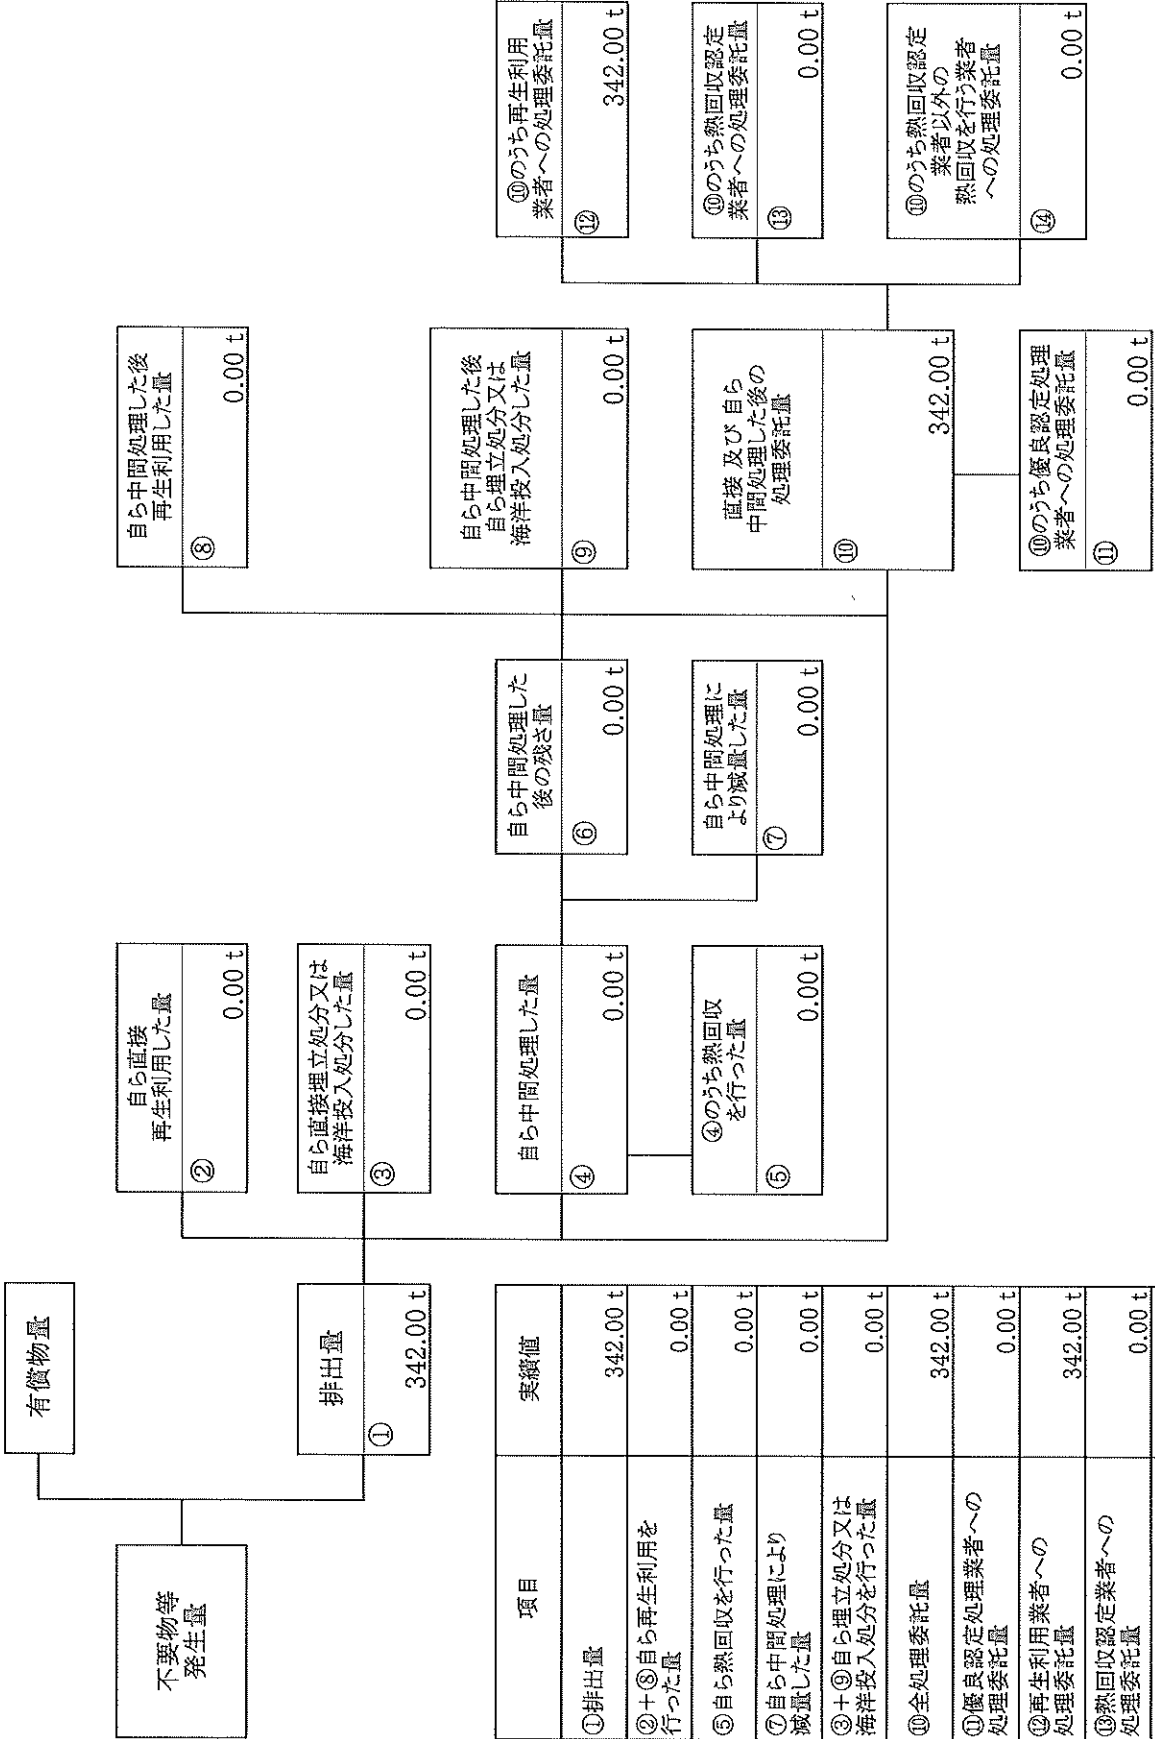 有償物量
不要物等
発生量
排出量
①
342.00 t
自ら直接
再生利用した量
②
0.00 t
自ら直接埋立処分又は
海洋投入処分した量
③
0.00 t
自ら中間処理した量
④
0.00 t
④のうち熱回収
を行った量
⑤
0.00 t
自ら中間処理した
後の残さ量
⑥
0.00 t
自ら中間処理に
より減量した量
⑦
0.00 t
自ら中間処理した後
再生利用した量
⑧
0.00 t
自ら中間処理した後
自ら埋立処分又は
海洋投入処分した量
⑨
0.00 t
直接 及び 自ら
中間処理した後の
処理委託量
⑩
342.00 t
⑩のうち優良認定処理
業者への処理委託量
⑪
0.00 t
⑩のうち再生利用
業者への処理委託量
⑫
342.00 t
⑩のうち熱回収認定
業者への処理委託量
⑬
0.00 t
⑩のうち熱回収認定
業者以外の
熱回収を行う業者
への処理委託量
⑭
0.00 t
項目 実績値
①排出量 342.00 t
②+⑧自ら再生利用を
行った量 0.00 t
⑤自ら熱回収を行った量 0.00 t
⑦自ら中間処理により
減量した量 0.00 t
③+⑨自ら埋立処分又は
海洋投入処分を行った量 0.00 t
⑩全処理委託量 342.00 t
⑪優良認定処理業者への
処理委託量 0.00 t
⑫再生利用業者への
処理委託量 342.00 t
⑬熱回収認定業者への
処理委託量 0.00 t